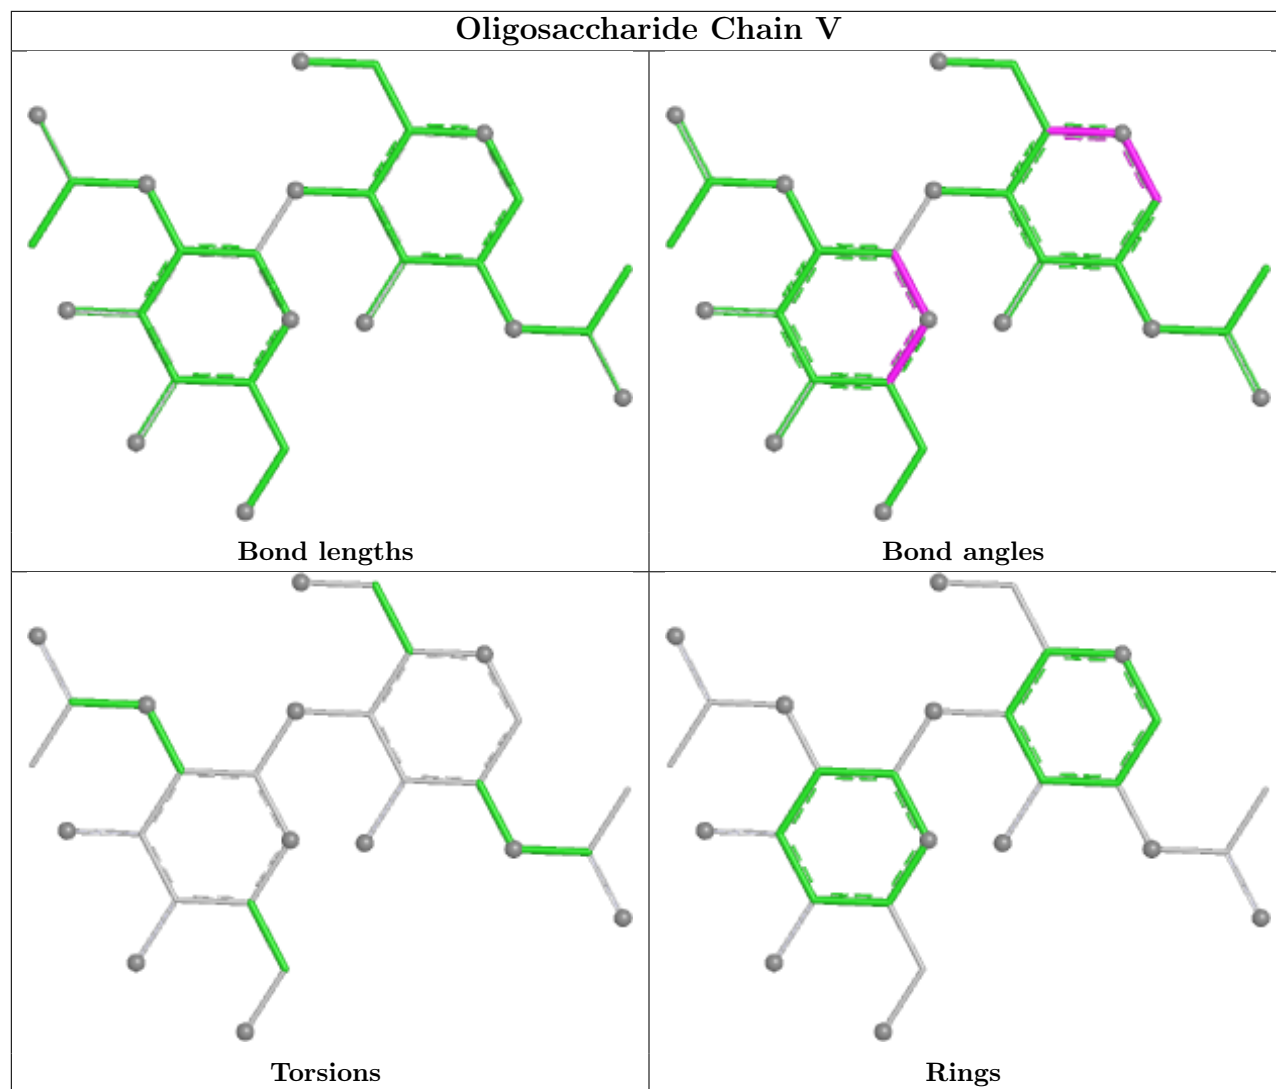 Oligosaccharide Chain V
Bond lengths
Bond angles
Torsions
Rings